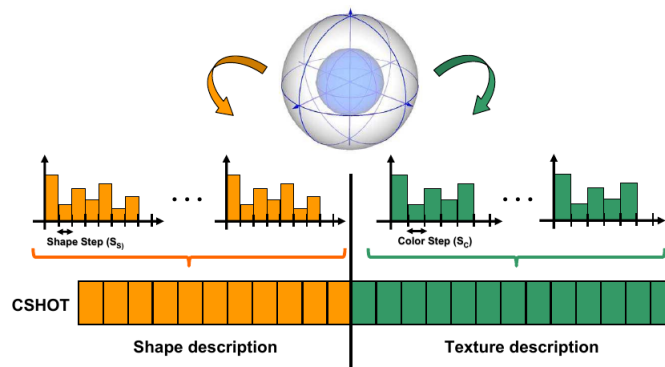 Shape Step (S_S)
Color Step (S_C)
CSHOT
Shape description
Texture description